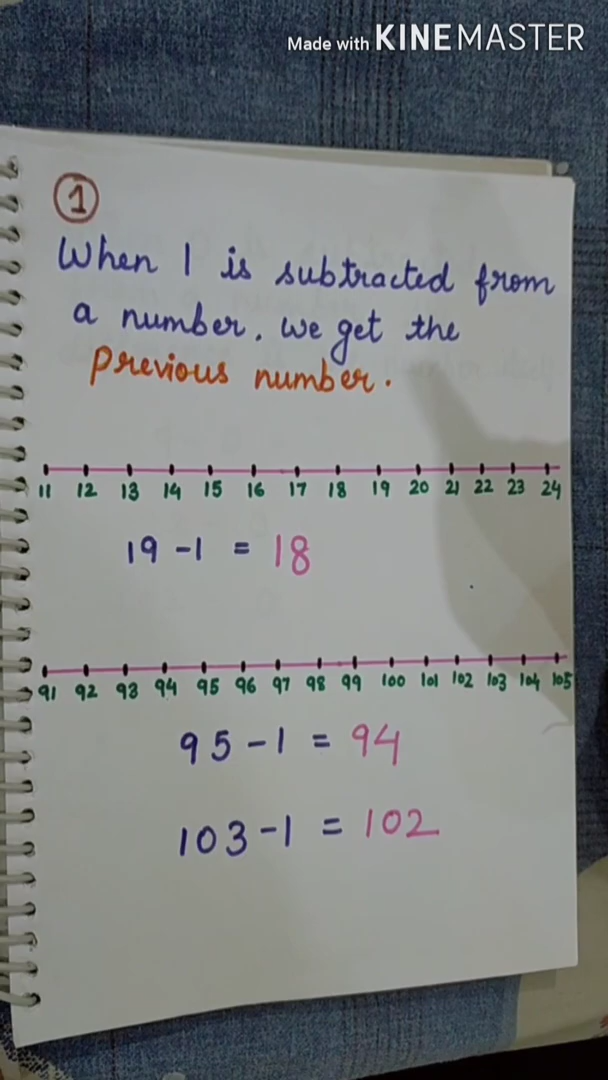 Made with KINEMASTER
1
When 1 is subtracted from
a number, we get the
previous number.
11 12 13 14 15 16 17 18 19 20 21 22 23 24
19 - 1 = 18
91 92 93 94 95 96 97 98 99 100 101 102 103 104 105
95 - 1 = 94
103 - 1 = 102